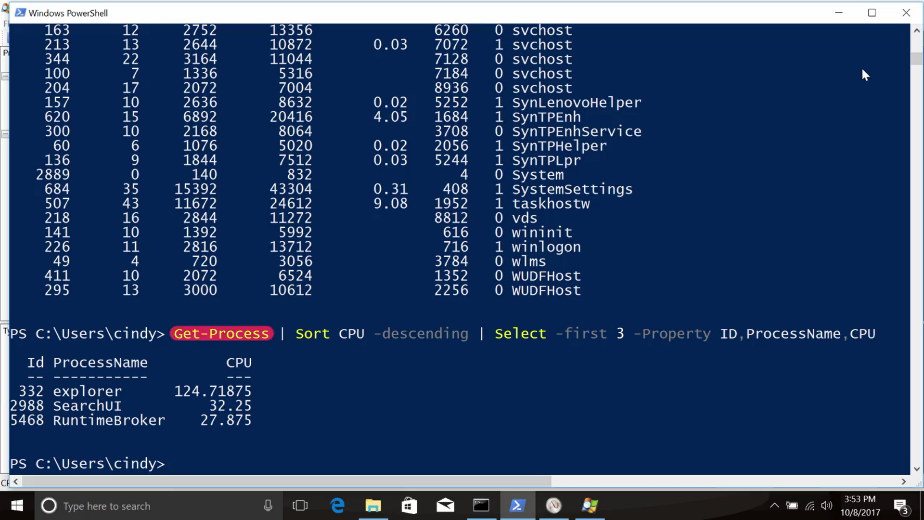 Windows PowerShell
163 12 2752 13356 6260 0 svchost
213 13 2644 10872 0.03 7072 1 svchost
344 22 3164 11044 7128 0 svchost
100 7 1336 5316 7184 0 svchost
204 17 2072 7004 8936 0 svchost
157 10 2636 8632 0.02 5252 1 SynLenovoHelper
620 15 6892 20416 4.05 1684 1 SynTPEnh
300 10 2168 8064 3708 0 SynTPEnhService
60 6 1076 5020 0.02 2056 1 SynTPHelper
136 9 1844 7512 0.03 5244 1 SynTPLpr
2889 0 140 832 4 0 System
684 35 15392 43304 0.31 408 1 SystemSettings
507 43 11672 24612 9.08 1952 1 taskhostw
218 16 2844 11272 8812 0 vds
141 10 1392 5992 616 0 wininit
226 11 2816 13712 716 1 winlogon
49 4 720 3056 3784 0 wlms
411 10 2072 6524 1352 0 WUDFHost
295 13 3000 10612 2256 0 WUDFHost
PS C:\Users\cindy> Get-Process | Sort CPU -descending | Select -first 3 -Property ID,ProcessName,CPU
Id ProcessName CPU
-- ----------- ---
332 explorer 124.71875
2988 SearchUI 32.25
5468 RuntimeBroker 27.875
PS C:\Users\cindy>
Type here to search
3:53 PM
10/8/2017
3